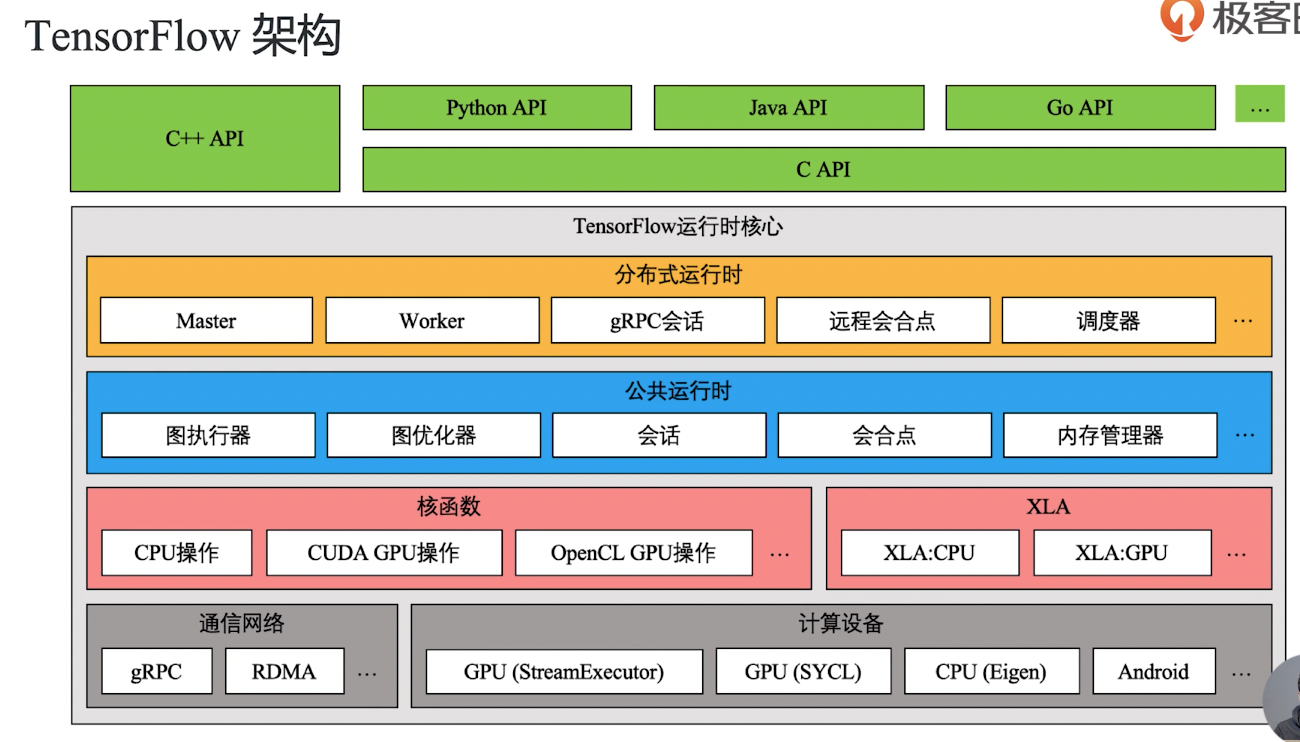 TensorFlow 架构
极客
C++ API
Python API
Java API
Go API
...
C API
TensorFlow运行时核心
分布式运行时
Master
Worker
gRPC会话
远程会合点
调度器
...
公共运行时
图执行器
图优化器
会话
会合点
内存管理器
...
核函数
CPU操作
CUDA GPU操作
OpenCL GPU操作
...
XLA
XLA:CPU
XLA:GPU
...
通信网络
gRPC
RDMA
...
计算设备
GPU (StreamExecutor)
GPU (SYCL)
CPU (Eigen)
Android
...